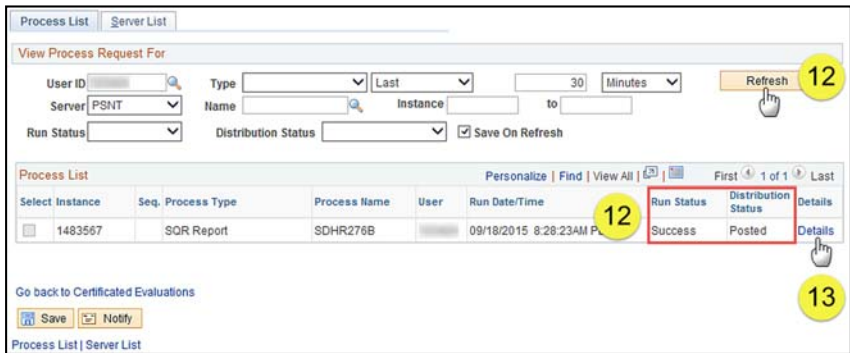 Process List Server List
View Process Request For
User ID Type Last 30 Minutes Refresh 12
Server PSNT Name Instance to
Run Status Distribution Status Save On Refresh
Process List Personalize | Find | View All | First 1 of 1 Last
Select Instance Seq. Process Type Process Name User Run Date/Time 12 Run Status Distribution Status Details
1483567 SQR Report SDHR276B 09/18/2015 8:28:23AM Success Posted Details
13
Go back to Certificated Evaluations
Save Notify
Process List | Server List